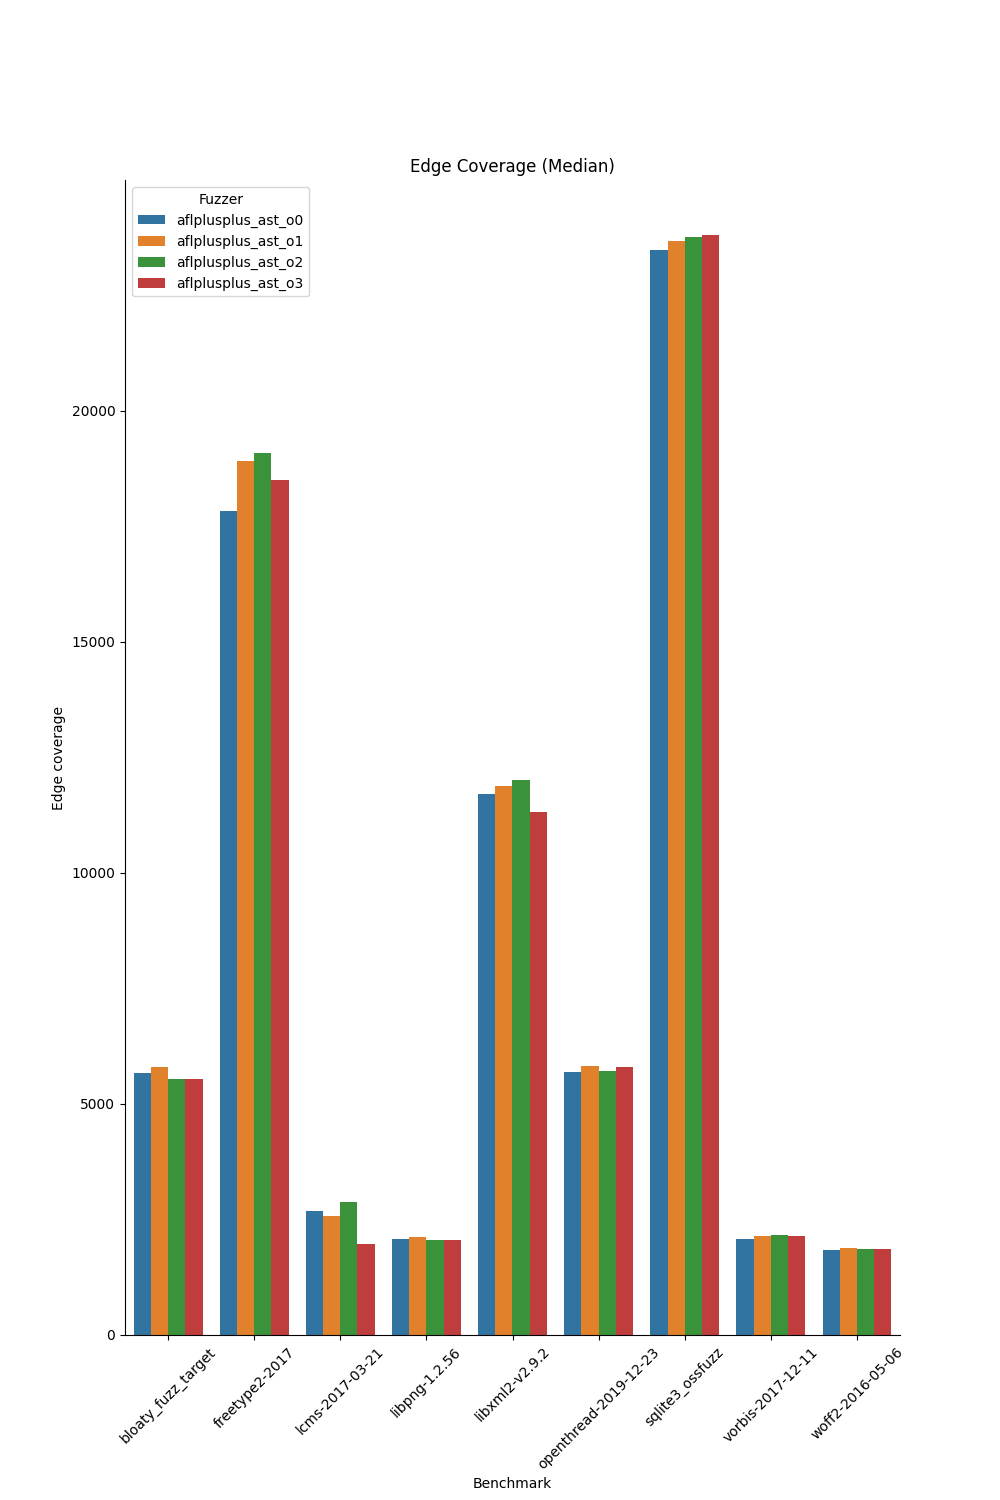 Edge Coverage (Median)
Fuzzer
aflplusplus_ast_o0
aflplusplus_ast_o1
aflplusplus_ast_o2
aflplusplus_ast_o3
20000
15000
10000
5000
0
Edge coverage
bloaty_fuzz_target
freetype2-2017
lcms-2017-03-21
libpng-1.2.56
libxml2-v2.9.2
openthread-2019-12-23
sqlite3_ossfuzz
vorbis-2017-12-11
woff2-2016-05-06
Benchmark